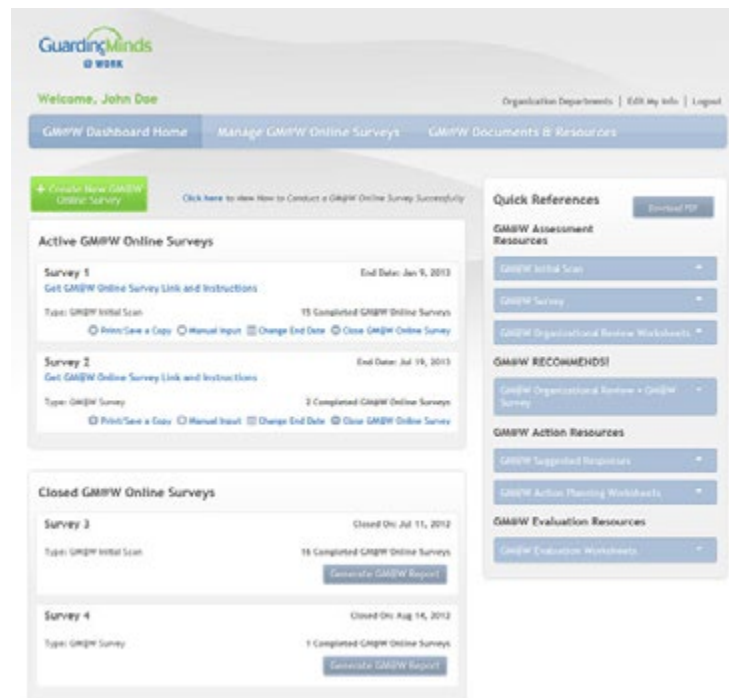 GuardingMinds
@ WORK
Welcome, John Doe
Organization Departments | Edit My Info | Logout
GM@W Dashboard Home Manage GM@W Online Surveys GM@W Documents & Resources
+ Create New GM@W
Online Survey
Click here to view How to Conduct a GM@W Online Survey Successfully
Active GM@W Online Surveys
Survey 1 End Date: Jan 9, 2013
Get GM@W Online Survey Link and Instructions
Type: GM@W Initial Scan 15 Completed GM@W Online Surveys
Print/Save a Copy Manual Input Change End Date Close GM@W Online Survey
Survey 2 End Date: Jul 19, 2013
Get GM@W Online Survey Link and Instructions
Type: GM@W Survey 2 Completed GM@W Online Surveys
Print/Save a Copy Manual Input Change End Date Close GM@W Online Survey
Closed GM@W Online Surveys
Survey 3 Closed On: Jul 11, 2012
Type: GM@W Initial Scan 16 Completed GM@W Online Surveys
Generate GM@W Report
Survey 4 Closed On: Aug 14, 2012
Type: GM@W Survey 1 Completed GM@W Online Surveys
Generate GM@W Report
Quick References
Download PDF
GM@W Assessment
Resources
GM@W Initial Scan
GM@W Survey
GM@W Organizational Review Worksheets
GM@W RECOMMENDS!
GM@W Organizational Review + GM@W
Survey
GM@W Action Resources
GM@W Suggested Responses
GM@W Action Planning Worksheets
GM@W Evaluation Resources
GM@W Evaluation Worksheets